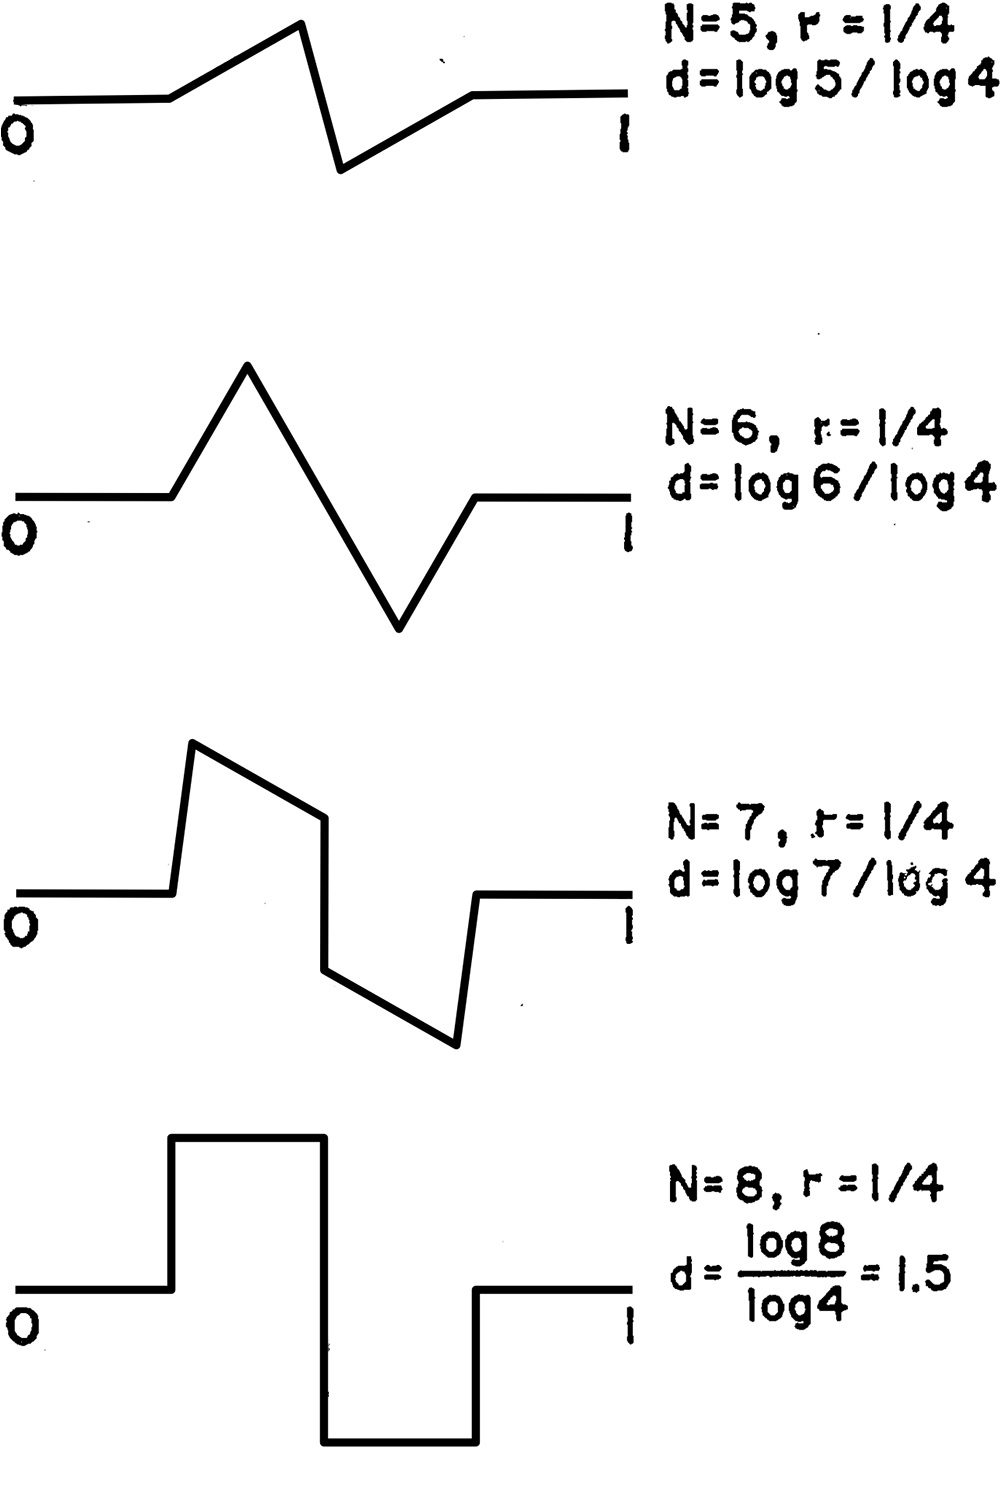 N=5, r = 1/4
d= log 5 / log 4
0 1
N=6, r= 1/4
d= log 6 / log 4
0 1
N= 7, r= 1/4
d= log 7 / log 4
0 1
N= 8, r = 1/4
d = log 8 / log 4 = 1.5
0 1